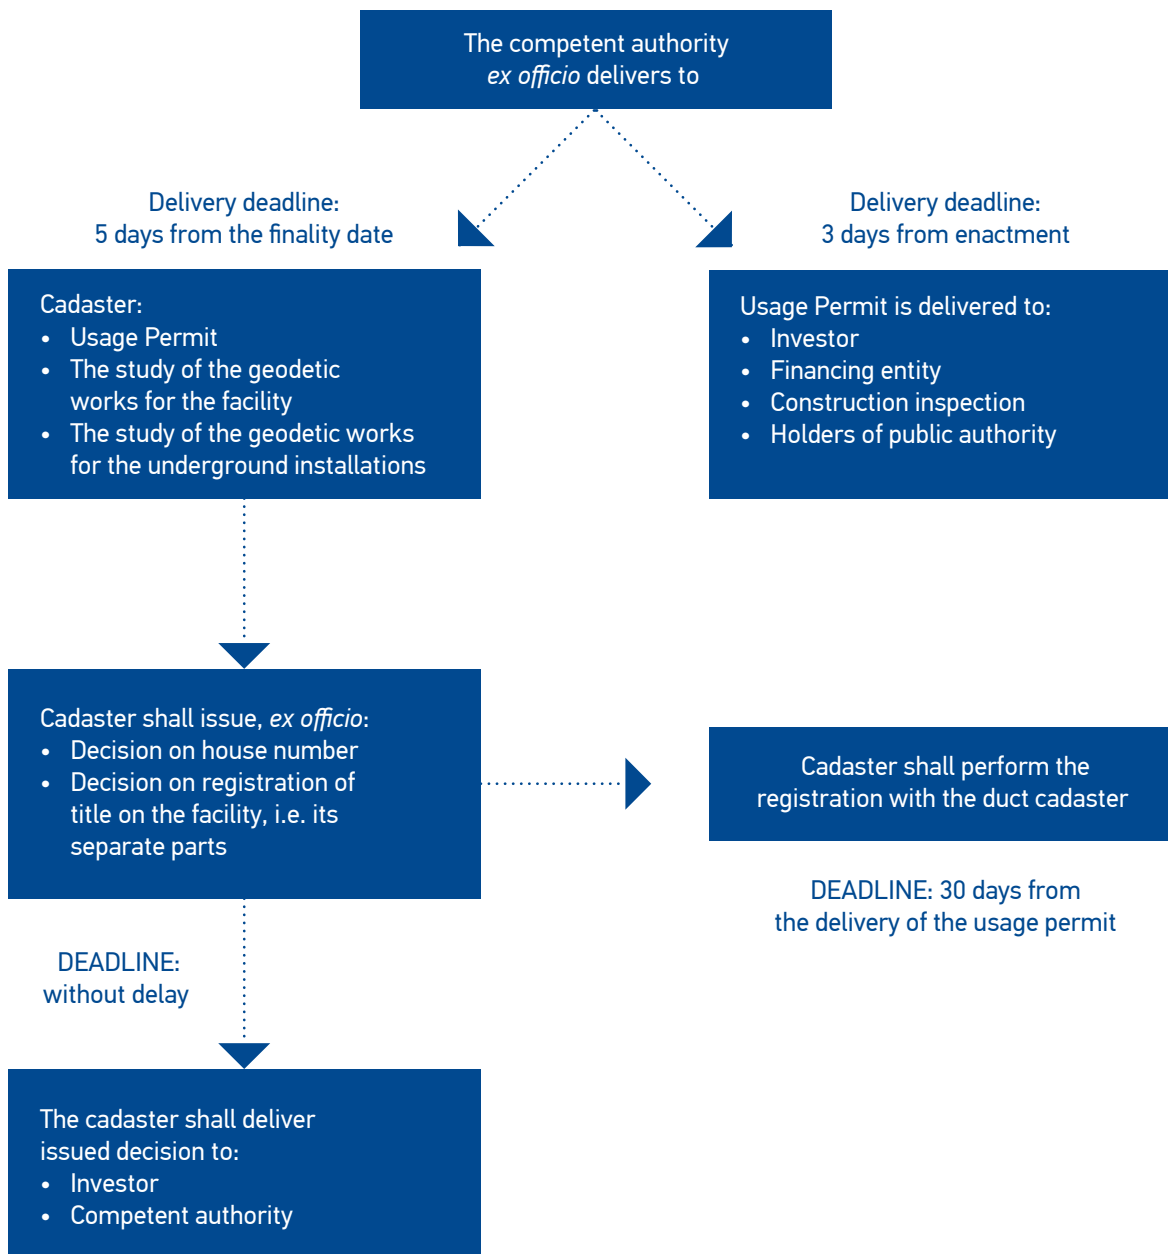 The competent authority
ex officio delivers to
Delivery deadline:
5 days from the finality date
Delivery deadline:
3 days from enactment
Cadaster:
• Usage Permit
• The study of the geodetic
works for the facility
• The study of the geodetic works
for the underground installations
Usage Permit is delivered to:
• Investor
• Financing entity
• Construction inspection
• Holders of public authority
Cadaster shall issue, ex officio:
• Decision on house number
• Decision on registration of
title on the facility, i.e. its
separate parts
Cadaster shall perform the
registration with the duct cadaster
DEADLINE: 30 days from
the delivery of the usage permit
DEADLINE:
without delay
The cadaster shall deliver
issued decision to:
• Investor
• Competent authority